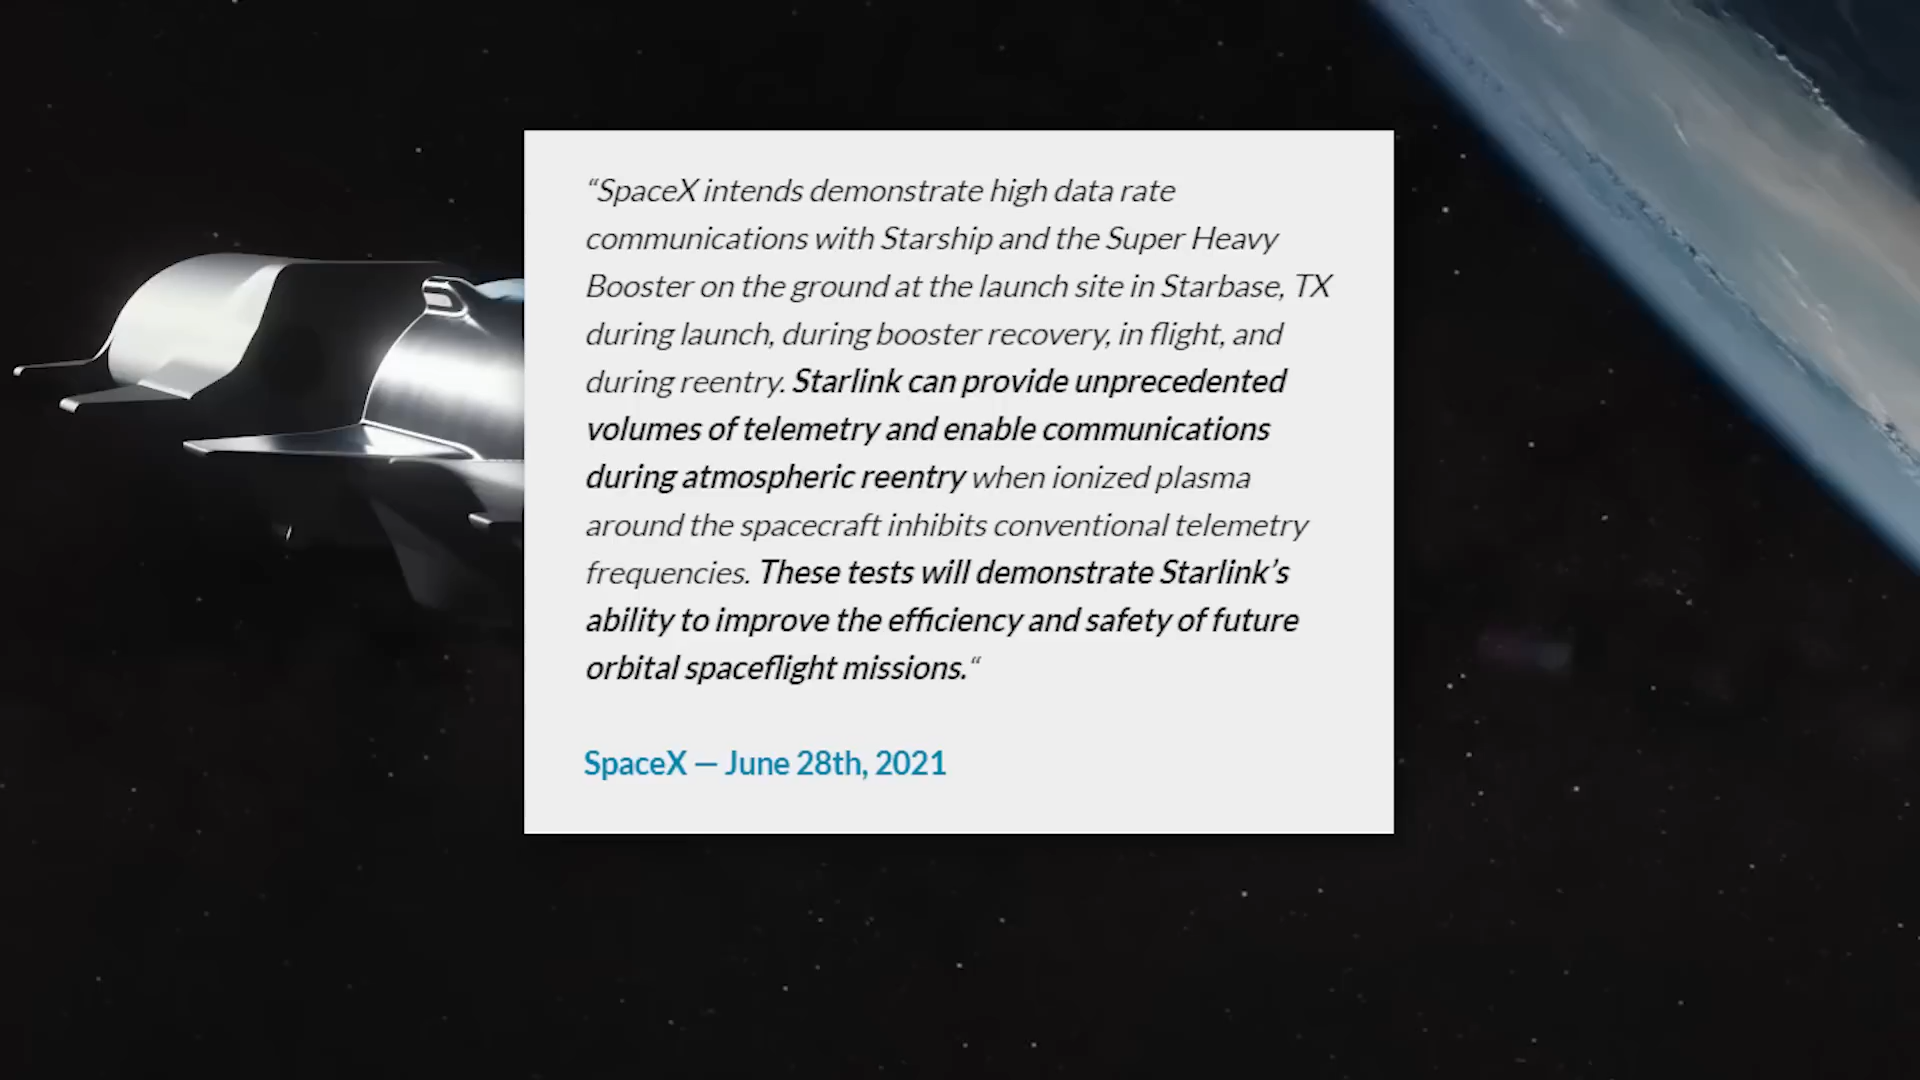 “SpaceX intends demonstrate high data rate
communications with Starship and the Super Heavy
Booster on the ground at the launch site in Starbase, TX
during launch, during booster recovery, in flight, and
during reentry. Starlink can provide unprecedented
volumes of telemetry and enable communications
during atmospheric reentry when ionized plasma
around the spacecraft inhibits conventional telemetry
frequencies. These tests will demonstrate Starlink’s
ability to improve the efficiency and safety of future
orbital spaceflight missions.“
SpaceX — June 28th, 2021